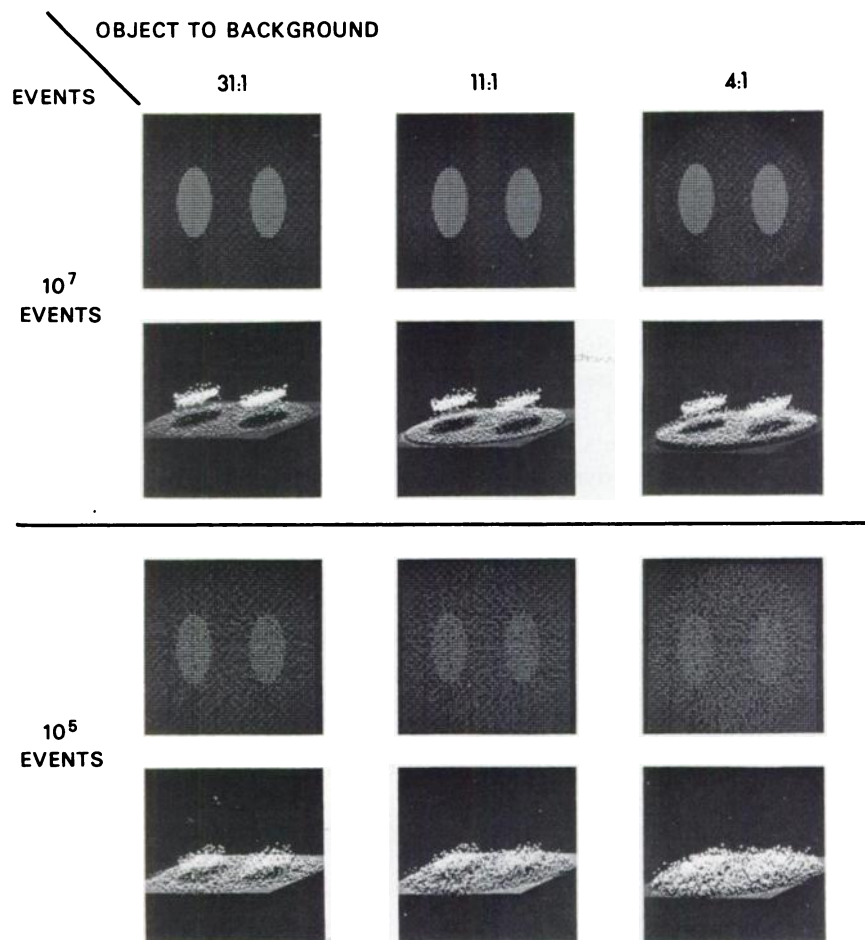 OBJECT TO BACKGROUND
EVENTS
31:1 11:1 4:1
10⁷
EVENTS
10⁵
EVENTS